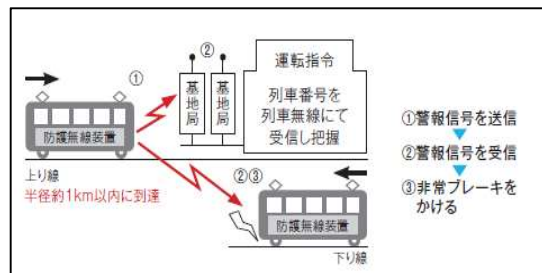 ①
②
基地局
基地局
運転指令
列車番号を
列車無線にて
受信し把握
防護無線装置
上り線
半径約1km以内に到達
②③
防護無線装置
下り線
①警報信号を送信
②警報信号を受信
③非常ブレーキを
かける